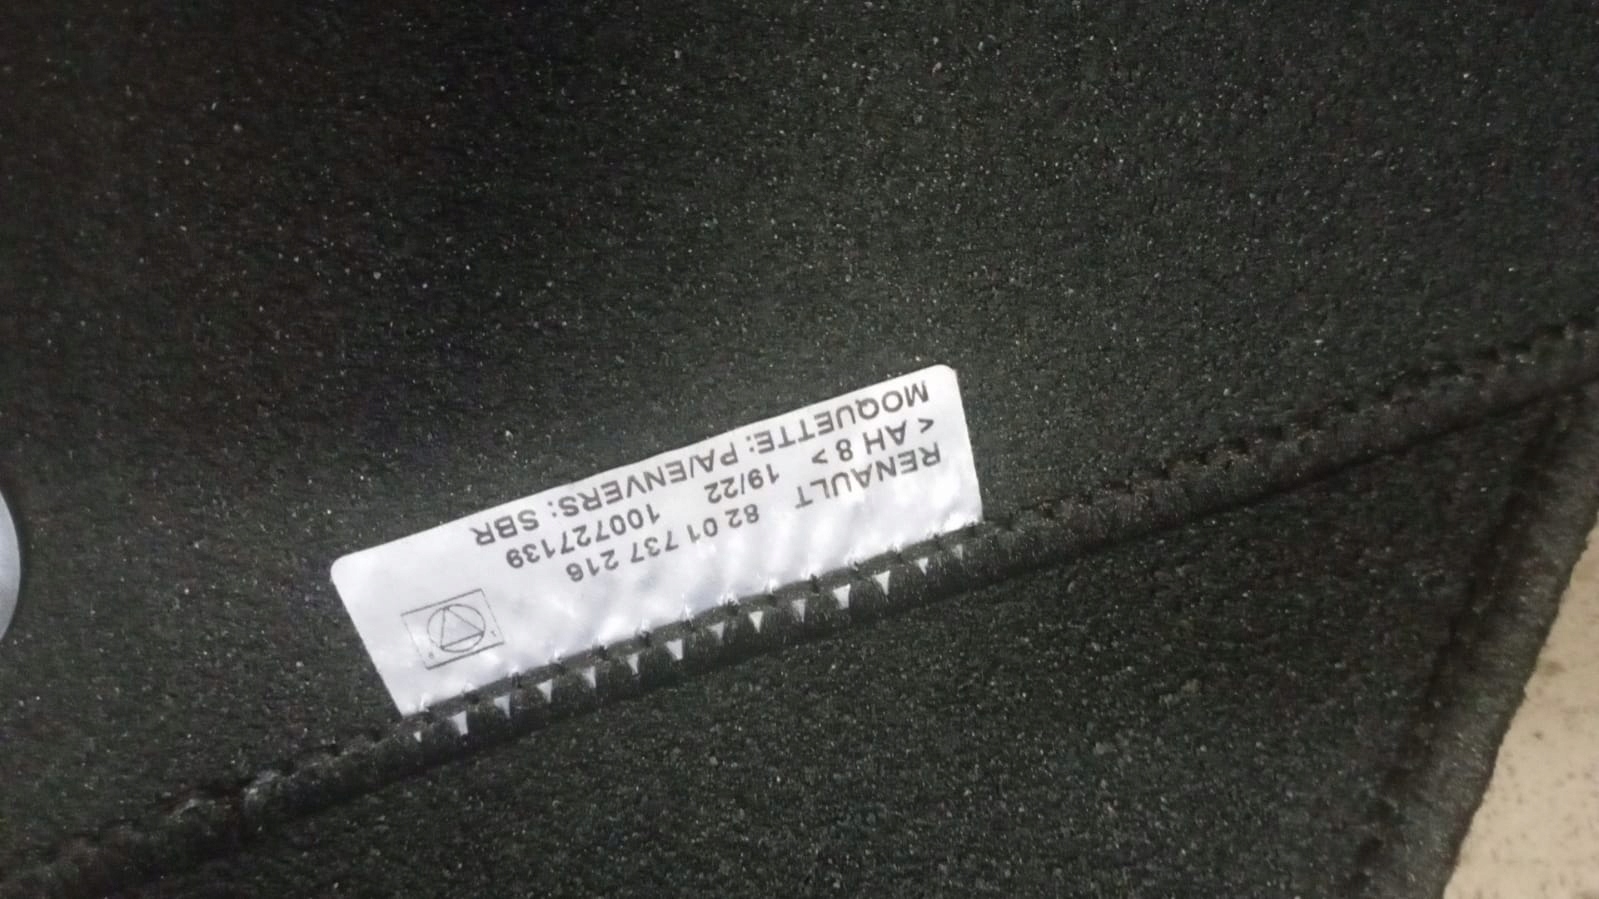 RENAULT 82 01 737 216
< AH 8 > 19/22 100727139
MOQUETTE: PA/ENVERS: SBR